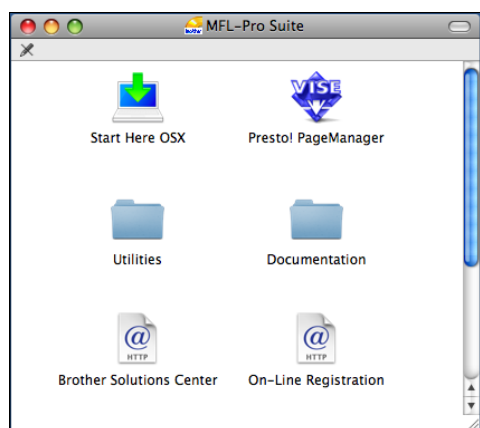 MFL-Pro Suite
Start Here OSX
Presto! PageManager
VISE
Utilities
Documentation
HTTP
HTTP
Brother Solutions Center
On-Line Registration